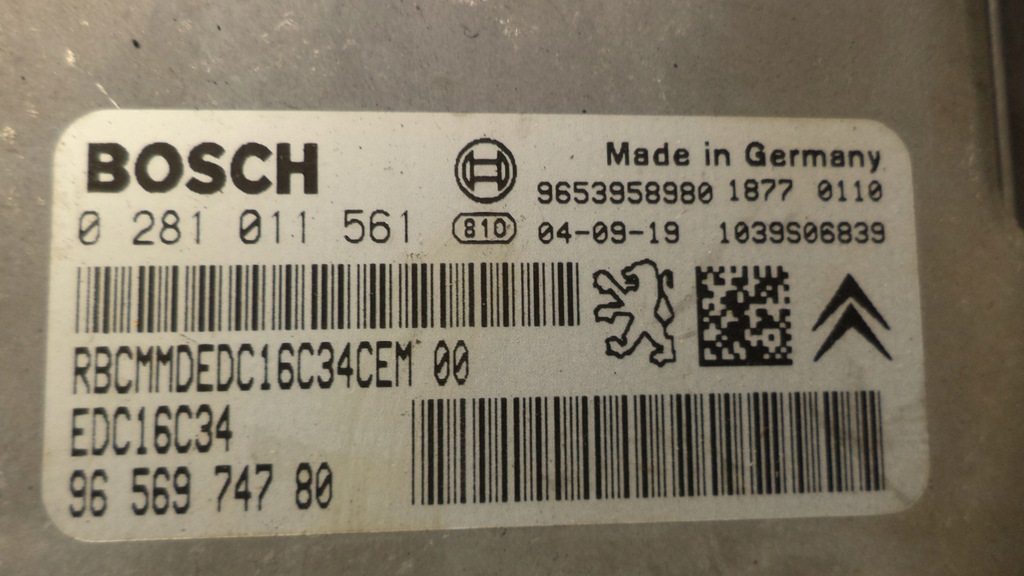 BOSCH
Made in Germany
9653958980 1877 0110
0 281 011 561
810
04-09-19 1039S06839
RBCMMDEDC16C34CEM 00
EDC16C34
96 569 747 80